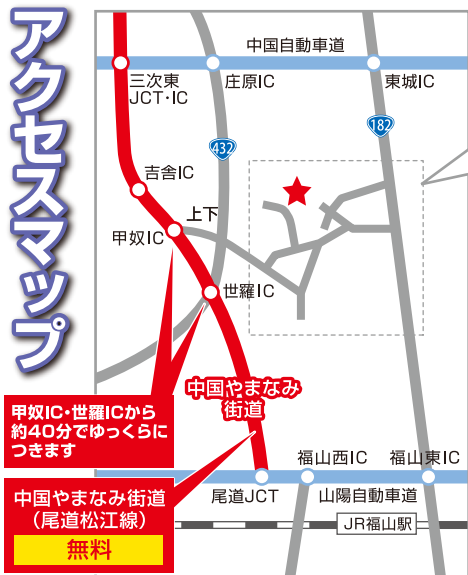 アクセスマップ
中国自動車道
三次東
JCT・IC
庄原IC
東城IC
432
182
吉舎IC
上下
甲奴IC
世羅IC
中国やまなみ
街道
甲奴IC・世羅ICから
約40分でゆっくらに
つきます
中国やまなみ街道
（尾道松江線）
無料
尾道JCT
福山西IC
福山東IC
山陽自動車道
JR福山駅